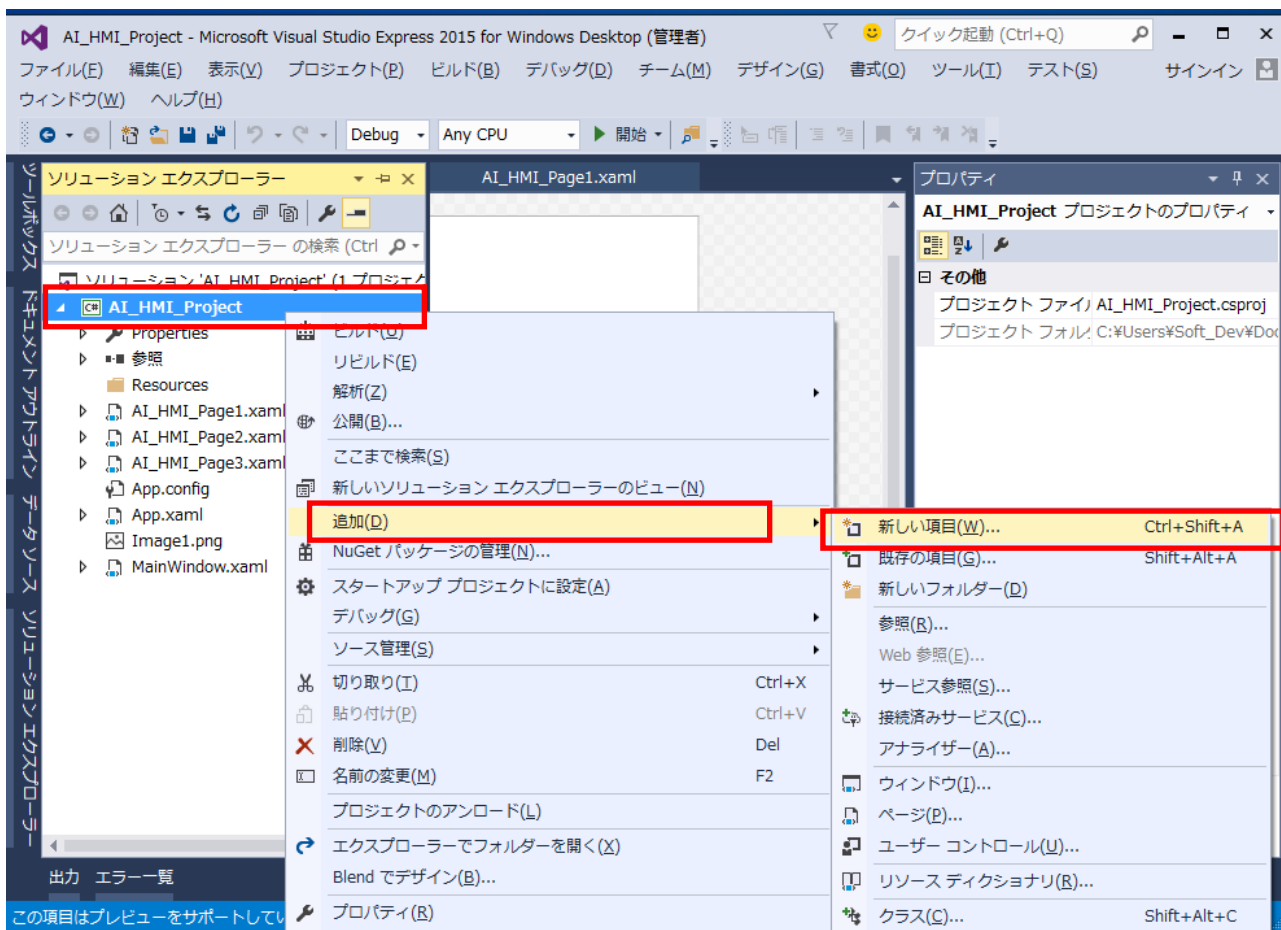 AI_HMI_Project - Microsoft Visual Studio Express 2015 for Windows Desktop (管理者)
クイック起動 (Ctrl+Q)
ファイル(F) 編集(E) 表示(V) プロジェクト(P) ビルド(B) デバッグ(D) チーム(M) デザイン(G) 書式(O) ツール(T) テスト(S) サインイン
ウィンドウ(W) ヘルプ(H)
Debug Any CPU 開始
ツールボックス
ドキュメント アウトライン
データ ソース
ソリューション エクスプローラー
ソリューション エクスプローラー
ソリューション エクスプローラー の検索 (Ctrl
ソリューション 'AI_HMI_Project' (1 プロジェク
C# AI_HMI_Project
Properties
参照
Resources
AI_HMI_Page1.xaml
AI_HMI_Page2.xaml
AI_HMI_Page3.xaml
App.config
App.xaml
Image1.png
MainWindow.xaml
AI_HMI_Page1.xaml
プロパティ
AI_HMI_Project プロジェクトのプロパティ
その他
プロジェクト ファイル AI_HMI_Project.csproj
プロジェクト フォル C:¥Users¥Soft_Dev¥Doc
ビルド(U)
リビルド(E)
解析(Z)
公開(B)...
ここまで検索(S)
新しいソリューション エクスプローラーのビュー(N)
追加(D)
NuGet パッケージの管理(N)...
スタートアップ プロジェクトに設定(A)
デバッグ(G)
ソース管理(S)
切り取り(T) Ctrl+X
貼り付け(P) Ctrl+V
削除(V) Del
名前の変更(M) F2
プロジェクトのアンロード(L)
エクスプローラーでフォルダーを開く(X)
Blend でデザイン(B)...
プロパティ(R)
新しい項目(W)... Ctrl+Shift+A
既存の項目(G)... Shift+Alt+A
新しいフォルダー(D)
参照(R)...
Web 参照(E)...
サービス参照(S)...
接続済みサービス(C)...
アナライザー(A)...
ウィンドウ(I)...
ページ(P)...
ユーザー コントロール(U)...
リソース ディクショナリ(R)...
クラス(C)... Shift+Alt+C
出力 エラー一覧
この項目はプレビューをサポートしてい